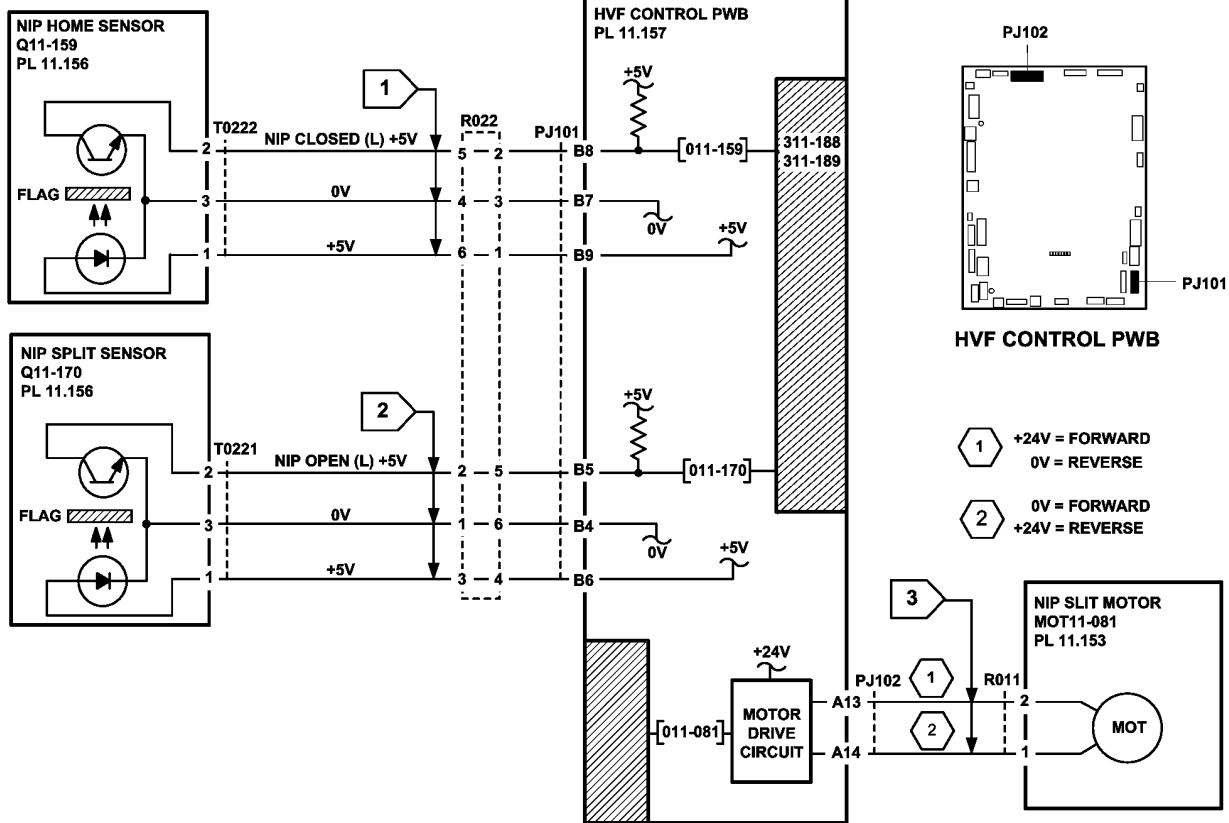 NIP HOME SENSOR
Q11-159
PL 11.156
FLAG
T0222
2
3
1
NIP CLOSED (L) +5V
0V
+5V
1
R022
5 2
4 3
6 1
PJ101
HVF CONTROL PWB
PL 11.157
B8
B7
B9
+5V
011-159
0V
+5V
311-188
311-189
PJ102
PJ101
HVF CONTROL PWB
NIP SPLIT SENSOR
Q11-170
PL 11.156
FLAG
T0221
2
3
1
NIP OPEN (L) +5V
0V
+5V
2
2 5
1 6
3 4
B5
B4
B6
+5V
011-170
0V
+5V
1
+24V = FORWARD
0V = REVERSE
2
0V = FORWARD
+24V = REVERSE
011-081
+24V
MOTOR
DRIVE
CIRCUIT
A13
A14
PJ102
1
2
3
R011
2
1
NIP SLIT MOTOR
MOT11-081
PL 11.153
MOT